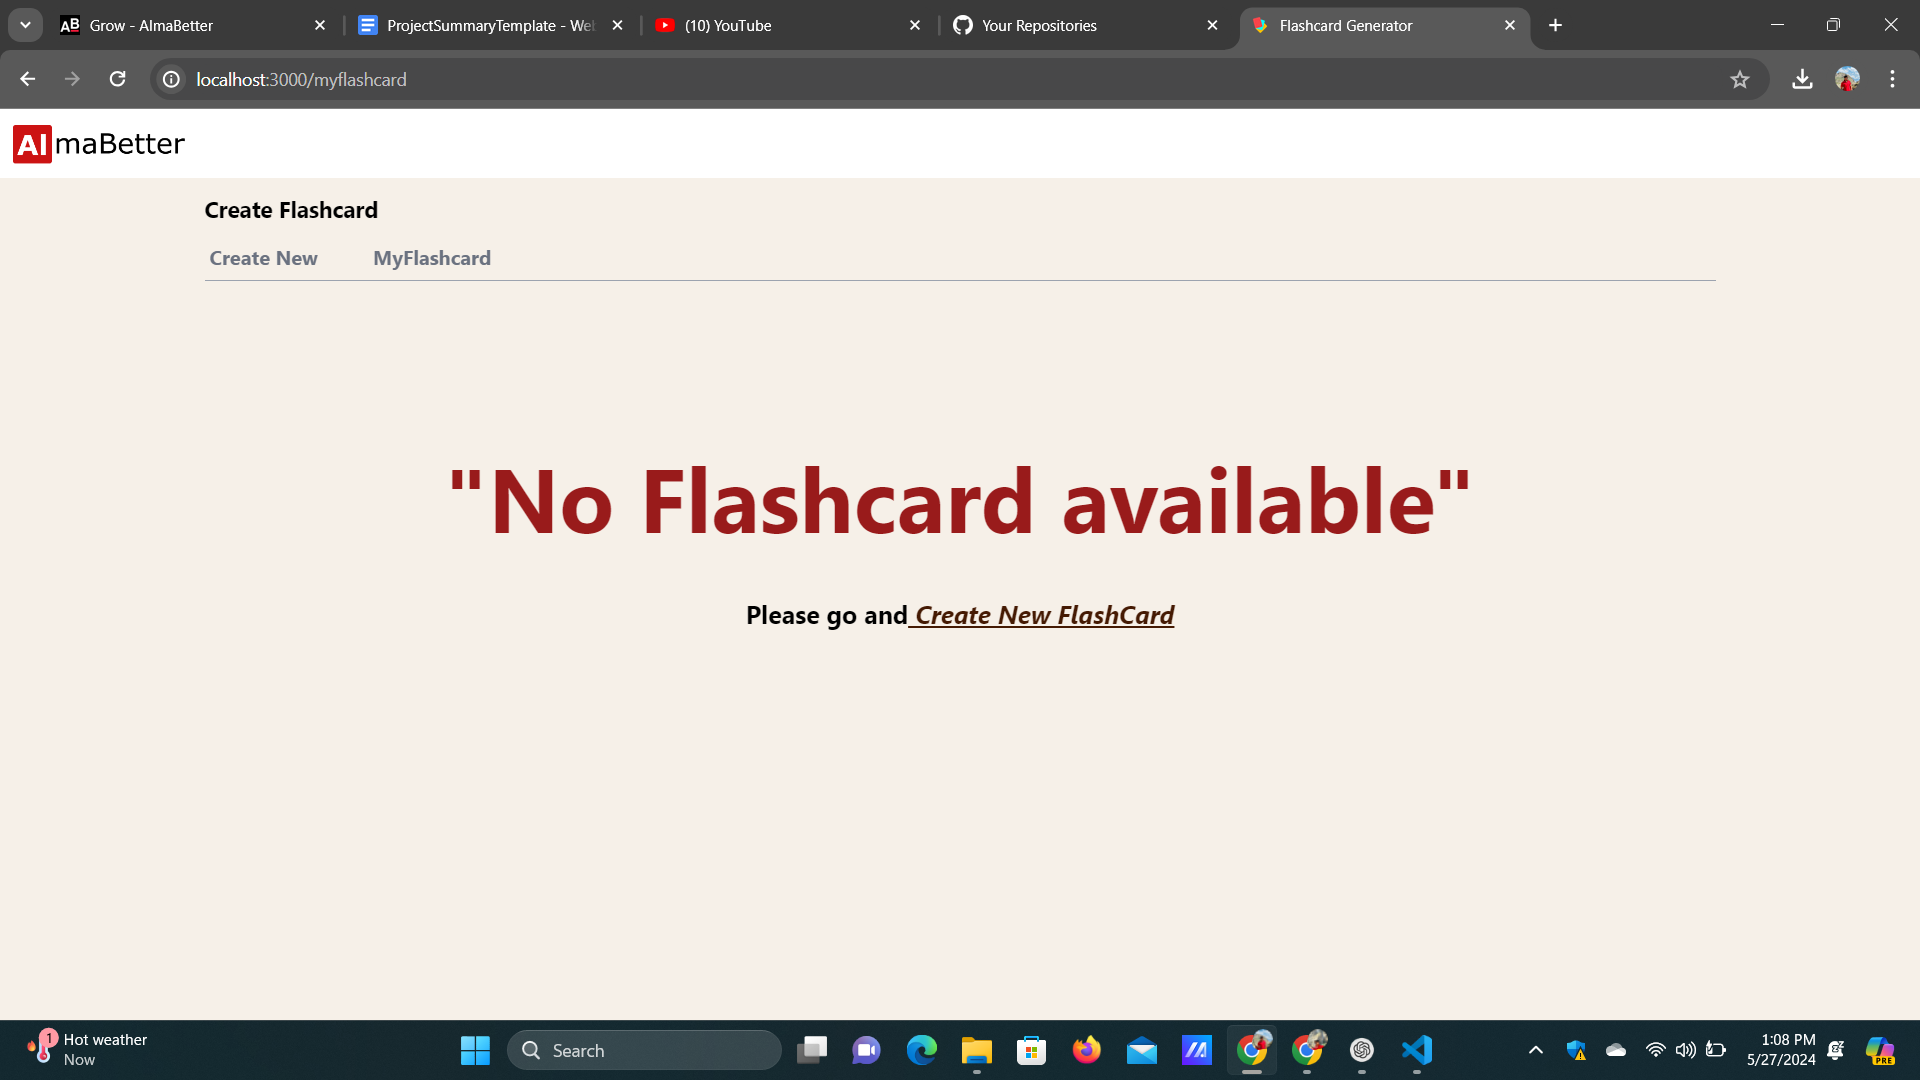 Grow - AlmaBetter
ProjectSummaryTemplate - Web
(10) YouTube
Your Repositories
Flashcard Generator
localhost:3000/myflashcard
AlmaBetter
Create Flashcard
Create New MyFlashcard
"No Flashcard available"
Please go and Create New FlashCard
1
Hot weather
Now
Search
1:08 PM
5/27/2024
PRE